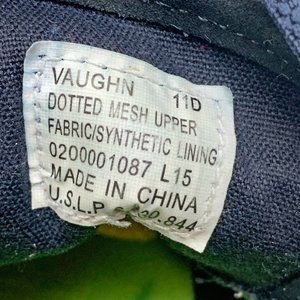 VAUGHN 11D
DOTTED MESH UPPER
FABRIC/SYNTHETIC LINING
0200001087 L15
MADE IN CHINA
U.S.L.P